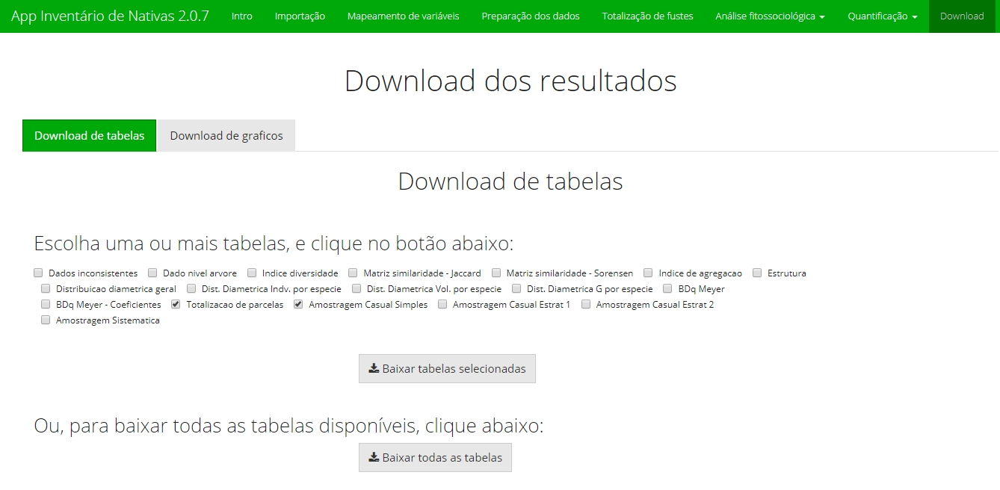 App Inventário de Nativas 2.0.7 Intro Importação Mapeamento de variáveis Preparação dos dados Totalização de fustes Análise fitossociológica Quantificação Download
Download dos resultados
Download de tabelas Download de graficos
Download de tabelas
Escolha uma ou mais tabelas, e clique no botão abaixo:
Dados inconsistentes Dado nivel arvore Indice diversidade Matriz similaridade - Jaccard Matriz similaridade - Sorensen Indice de agregacao Estrutura
Distribuicao diametrica geral Dist. Diametrica Indv. por especie Dist. Diametrica Vol. por especie Dist. Diametrica G por especie BDq Meyer
BDq Meyer - Coeficientes Totalizacao de parcelas Amostragem Casual Simples Amostragem Casual Estrat 1 Amostragem Casual Estrat 2
Amostragem Sistematica
Baixar tabelas selecionadas
Ou, para baixar todas as tabelas disponíveis, clique abaixo:
Baixar todas as tabelas